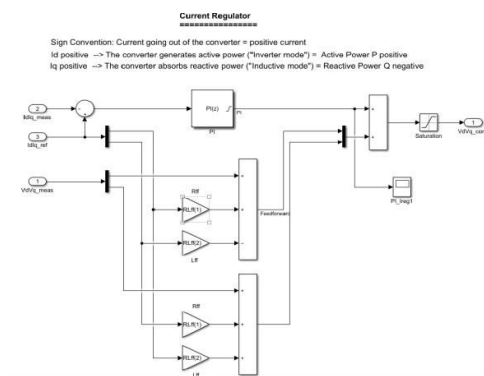 Current Regulator
================
Sign Convention: Current going out of the converter = positive current
Id positive --> The converter generates active power ("Inverter mode") = Active Power P positive
Iq positive --> The converter absorbs reactive power ("Inductive mode") = Reactive Power Q negative
2
IdIq_meas
3
IdIq_ref
1
VdVq_meas
PI(z)
PI
PI
Rff
RLff(1)
RLff(2)
Lff
Feedforward
Rff
RLff(1)
RLff(2)
Lff
Saturation
1
VdVq_cor
PI_Ireg1